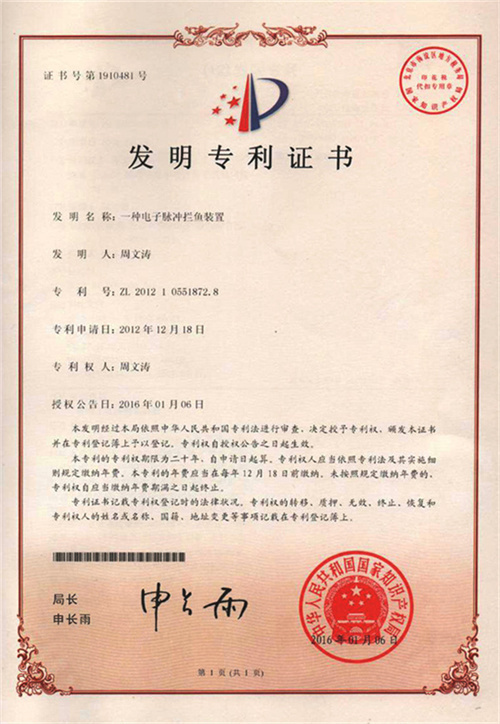 证书号第1910481号
国家知识产权局
印花税
代扣专用章
发明专利证书
发明名称：一种电子脉冲拦鱼装置
发明人：周文涛
专利号：ZL 2012 1 0551872.8
专利申请日：2012年12月18日
专利权人：周文涛
授权公告日：2016年01月06日
本发明经过本局依照中华人民共和国专利法进行审查，决定授予专利权，颁发本证书
并在专利登记簿上予以登记。专利权自授权公告之日起生效。
本专利的专利权期限为二十年，自申请日起算。专利权人应当依照专利法及其实施细
则规定缴纳年费。本专利的年费应当在每年12月18日前缴纳。未按照规定缴纳年费的，
专利权自应当缴纳年费期满之日起终止。
专利证书记载专利权登记时的法律状况。专利权的转移、质押、无效、终止、恢复和
专利权人的姓名或名称、国籍、地址变更等事项记载在专利登记簿上。
局长
申长雨
申长雨
中华人民共和国国家知识产权局
2016年01月06日
第1页(共1页)